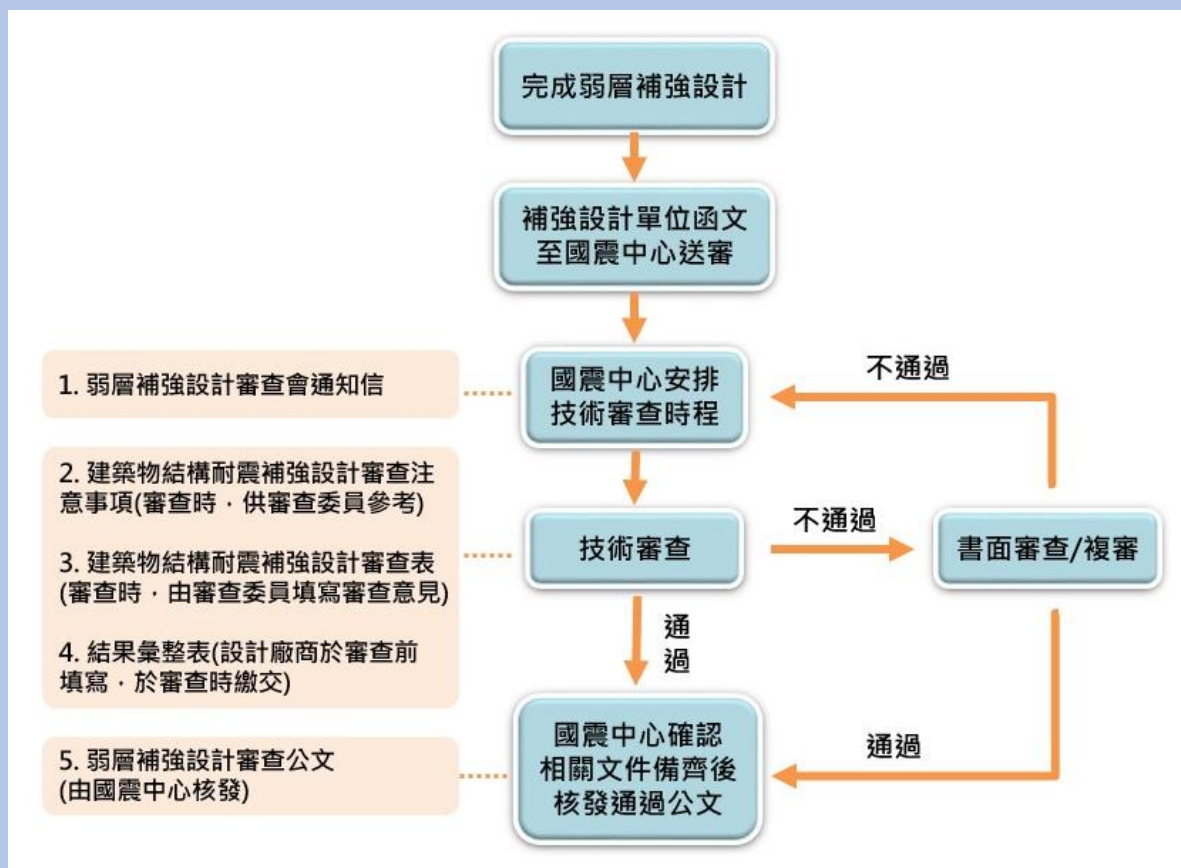 完成弱層補強設計
補強設計單位函文
至國震中心送審
1. 弱層補強設計審查會通知信
國震中心安排
技術審查時程
不通過
2. 建築物結構耐震補強設計審查注
意事項(審查時，供審查委員參考)
3. 建築物結構耐震補強設計審查表
(審查時，由審查委員填寫審查意見)
4. 結果彙整表(設計廠商於審查前
填寫，於審查時繳交)
技術審查
不通過
書面審查/複審
通
過
5. 弱層補強設計審查公文
(由國震中心核發)
國震中心確認
相關文件備齊後
核發通過公文
通過